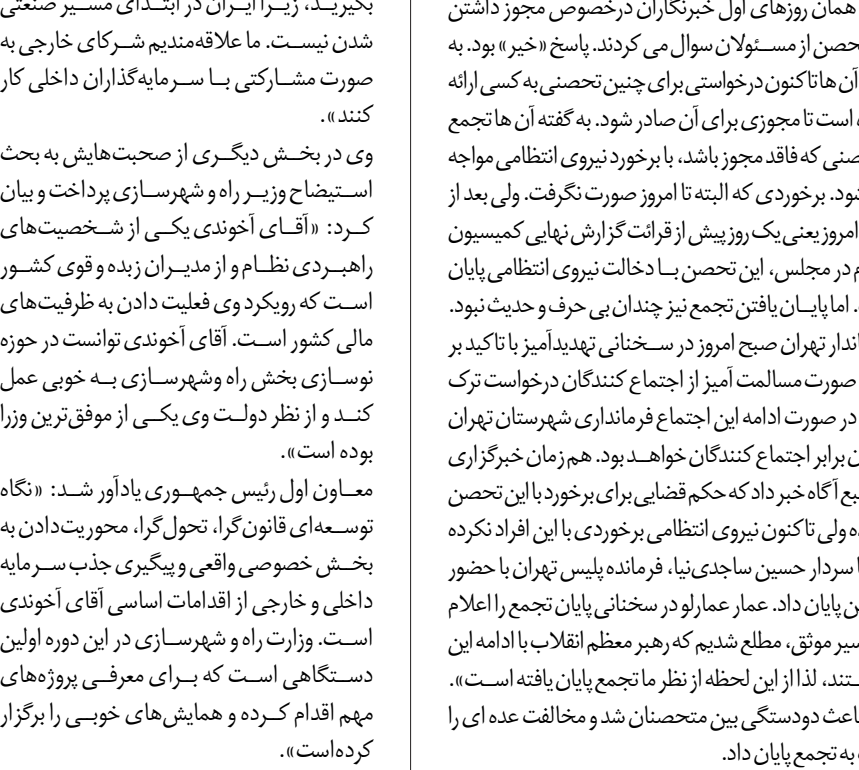 همان روزهای اول خبرنگاران درخصوص مجوز داشتن
تحصن از مسئولان سوال می کردند. پاسخ «خیر» بود. به
آن ها تاکنون درخواستی برای چنین تحصنی به کسی ارائه
است تا مجوزی برای آن صادر شود. به گفته آن ها تجمع
که فاقد مجوز باشد، با برخورد نیروی انتظامی مواجه
شود. برخوردی که البته تا امروز صورت نگرفت. ولی بعد از
امروز یعنی یک روز پیش از قرائت گزارش نهایی کمیسیون
در مجلس، این تحصن با دخالت نیروی انتظامی پایان
اما پایان یافتن تجمع نیز چندان بی حرف و حدیث نبود.
تهران صبح امروز در سخنانی تهدیدآمیز با تاکید بر
صورت مسالمت آمیز از اجتماع کنندگان درخواست ترک
در صورت ادامه این اجتماع فرمانداری شهرستان تهران
برابر اجتماع کنندگان خواهد بود. هم زمان خبرگزاری
آگاه خبر داد که حکم قضایی برای برخورد با این تحصن
ولی تاکنون نیروی انتظامی برخوردی با این افراد نکرده
سردار حسین ساجدی‌نیا، فرمانده پلیس تهران با حضور
پایان داد. عمار عمارلو در سخنانی پایان تجمع را اعلام
موثق، مطلع شدیم که رهبر معظم انقلاب با ادامه این
لذا از این لحظه از نظر ما تجمع پایان یافته است».
دودستگی بین متحصنان شد و مخالفت عده ای را
به تجمع پایان داد.
بگیرید، زیرا ایران در ابتدای مسیر صنعتی
شدن نیست. ما علاقه‌مندیم شرکای خارجی به
صورت مشارکتی با سرمایه‌گذاران داخلی کار
کنند».
وی در بخش دیگری از صحبت‌هایش به بحث
استیضاح وزیر راه و شهرسازی پرداخت و بیان
کرد: «آقای آخوندی یکی از شخصیت‌های
راهبردی نظام و از مدیران زبده و قوی کشور
است که رویکرد وی فعلیت دادن به ظرفیت‌های
مالی کشور است. آقای آخوندی توانست در حوزه
نوسازی بخش راه وشهرسازی به خوبی عمل
کند و از نظر دولت وی یکی از موفق‌ترین وزرا
بوده است».
معاون اول رئیس جمهوری یادآور شد: «نگاه
توسعه‌ای قانون‌گرا، تحول‌گرا، محوریت‌دادن به
بخش خصوصی واقعی و پیگیری جذب سرمایه
داخلی و خارجی از اقدامات اساسی آقای آخوندی
است. وزارت راه و شهرسازی در این دوره اولین
دستگاهی است که برای معرفی پروژه‌های
مهم اقدام کرده و همایش‌های خوبی را برگزار
کرده‌است».